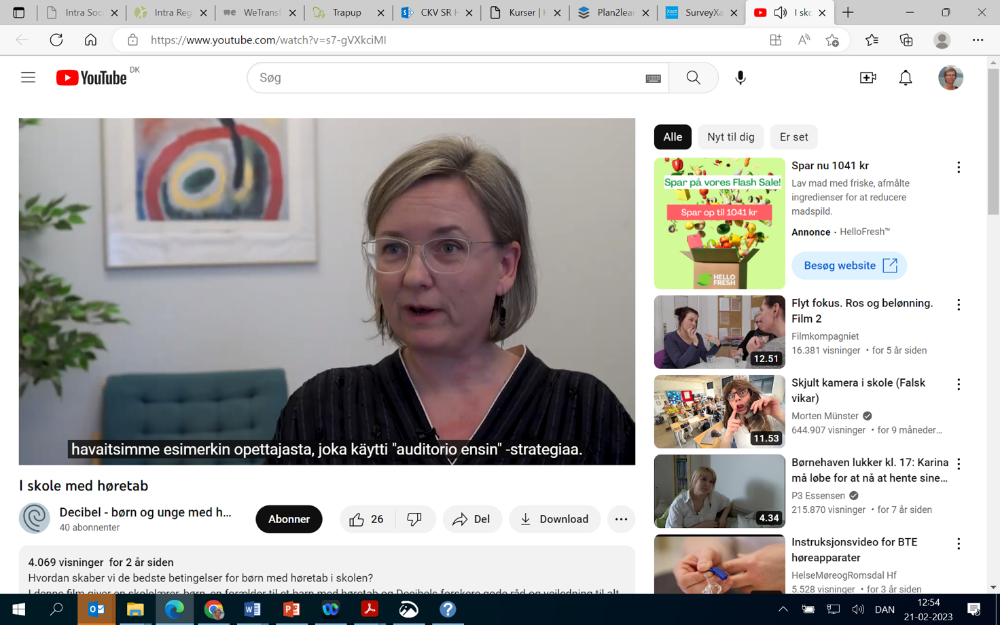 Intra Soc
Intra Reg
WeTransf
Trapup
CKV SR H
Kurser | H
Plan2lear
Xact
SurveyXa
I sko
https://www.youtube.com/watch?v=s7-gVXkciMI
YouTube
DK
Søg
havaitsimme esimerkin opettajasta, joka käytti "auditorio ensin" -strategiaa.
I skole med høretab
Decibel - børn og unge med h...
40 abonnenter
Abonner
26
Del
Download
4.069 visninger for 2 år siden
Hvordan skaber vi de bedste betingelser for børn med høretab i skolen?
I denne film giver en skolelærer, børn, en forælder til et barn med høretab og Decibels forskere gode råd og vejledning til alt
Alle
Nyt til dig
Er set
Spar på vores Flash Sale!
Spar op til 1041 kr
HELLO
FRESH
Spar nu 1041 kr
Lav mad med friske, afmålte
ingredienser for at reducere
madspild.
Annonce · HelloFresh™
Besøg website
12.51
Flyt fokus. Ros og belønning.
Film 2
Filmkompagniet
16.381 visninger • for 5 år siden
11.53
Skjult kamera i skole (Falsk
vikar)
Morten Münster
644.907 visninger • for 9 måneder...
4.34
Børnehaven lukker kl. 17: Karina
må løbe for at nå at hente sine...
P3 Essensen
215.870 visninger • for 7 år siden
Instruksjonsvideo for BTE
høreapparater
HelseMøreogRomsdal Hf
5.528 visninger • for 3 år siden
DAN
12:54
21-02-2023